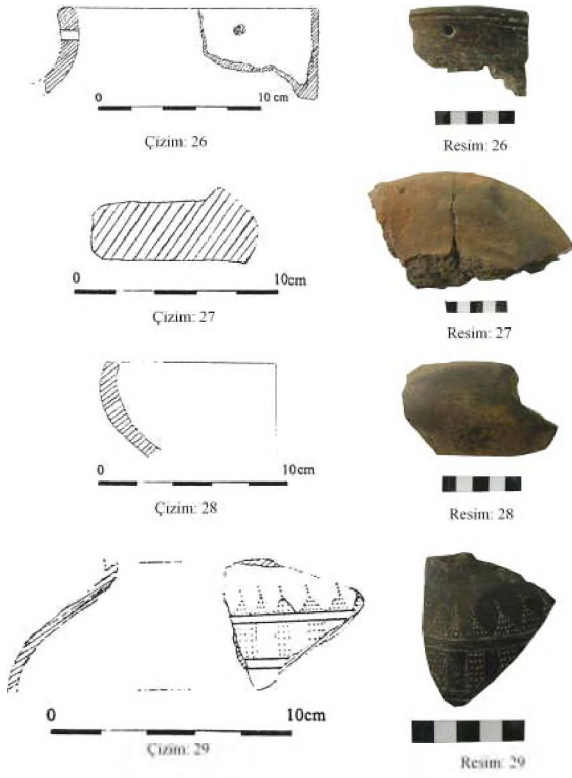 0 10 cm
Çizim: 26
Resim: 26
0 10cm
Çizim: 27
Resim: 27
0 10cm
Çizim: 28
Resim: 28
0 10cm
Çizim: 29
Resim: 29